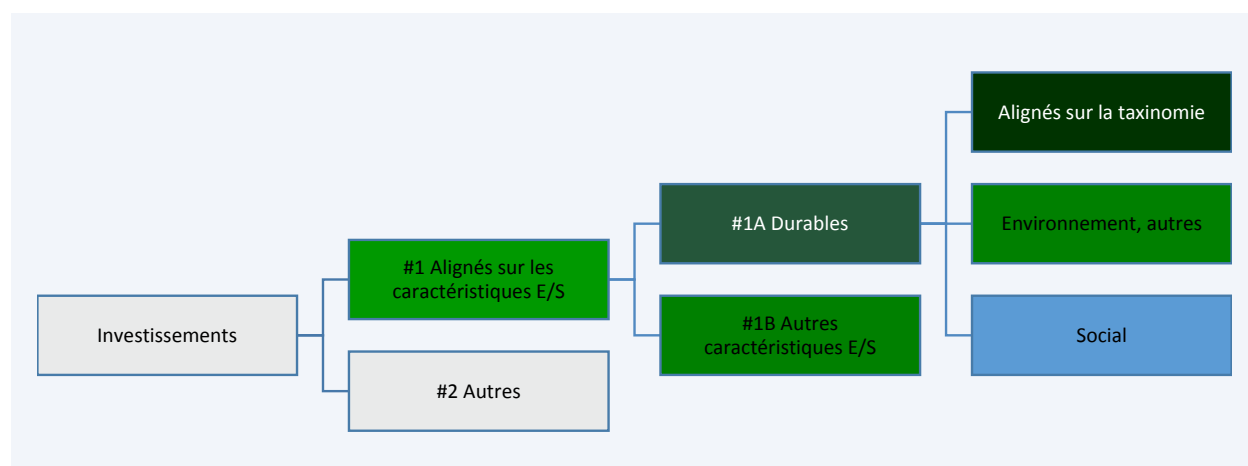 Investissements
#1 Alignés sur les
caractéristiques E/S
#2 Autres
#1A Durables
#1B Autres
caractéristiques E/S
Alignés sur la taxinomie
Environnement, autres
Social